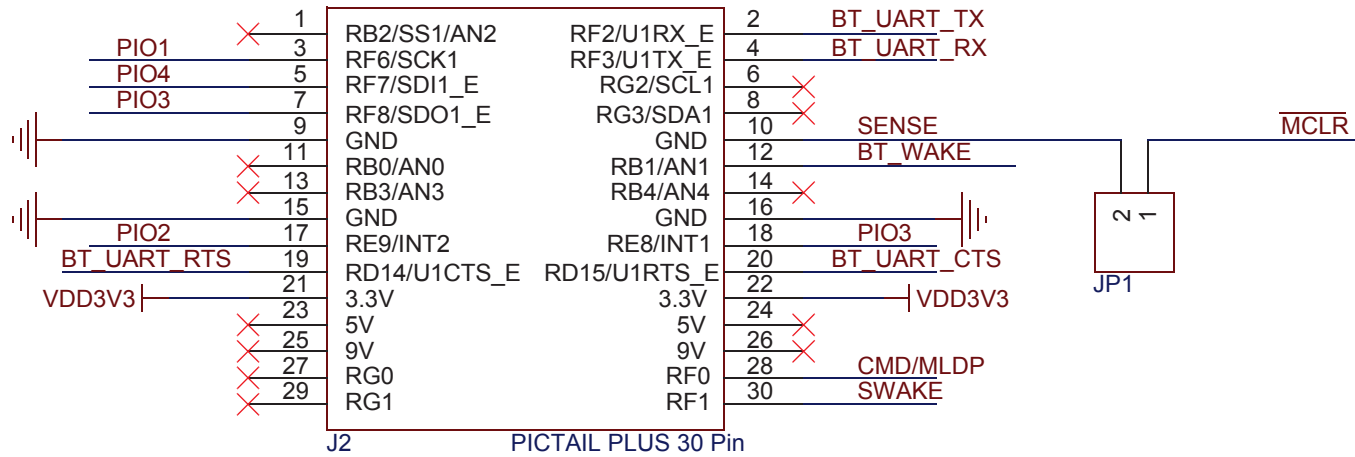 1 RB2/SS1/AN2 RF2/U1RX_E 2 BT_UART_TX
PIO1 3 RF6/SCK1 RF3/U1TX_E 4 BT_UART_RX
PIO4 5 RF7/SDI1_E RG2/SCL1 6
PIO3 7 RF8/SDO1_E RG3/SDA1 8
9 GND GND 10 SENSE MCLR
11 RB0/AN0 RB1/AN1 12 BT_WAKE
13 RB3/AN3 RB4/AN4 14
15 GND GND 16 2 1
PIO2 17 RE9/INT2 RE8/INT1 18 PIO3
BT_UART_RTS 19 RD14/U1CTS_E RD15/U1RTS_E 20 BT_UART_CTS
JP1
VDD3V3 21 3.3V 3.3V 22 VDD3V3
23 5V 5V 24
25 9V 9V 26
27 RG0 RF0 28 CMD/MLDP
29 RG1 RF1 30 SWAKE
J2 PICTAIL PLUS 30 Pin